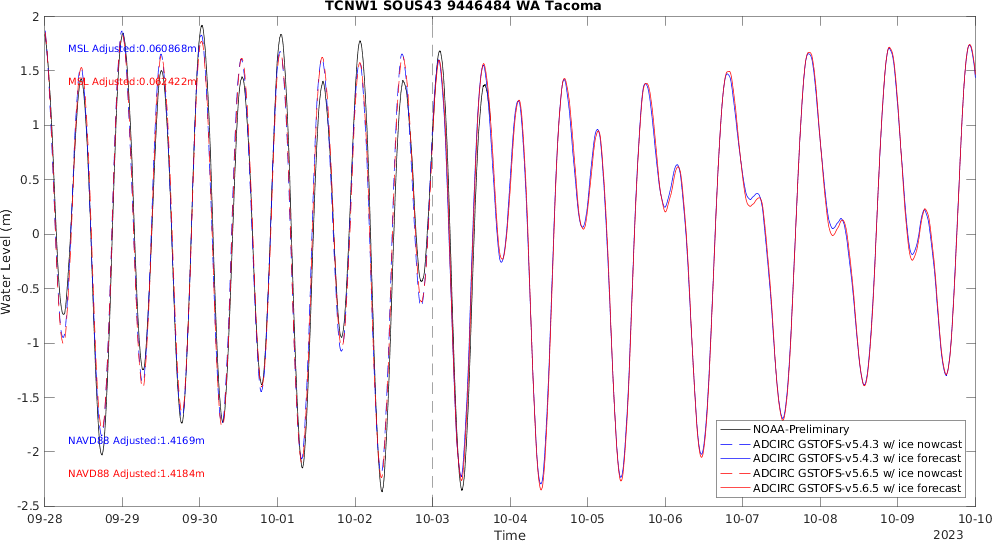 TCNW1 SOUS43 9446484 WA Tacoma
2
1.5
1
0.5
0
-0.5
-1
-1.5
-2
-2.5
Water Level (m)
MSL Adjusted:0.060868m
MSL Adjusted:0.062422m
NAVD88 Adjusted:1.4169m
NAVD88 Adjusted:1.4184m
NOAA-Preliminary
ADCIRC GSTOFS-v5.4.3 w/ ice nowcast
ADCIRC GSTOFS-v5.4.3 w/ ice forecast
ADCIRC GSTOFS-v5.6.5 w/ ice nowcast
ADCIRC GSTOFS-v5.6.5 w/ ice forecast
09-28 09-29 09-30 10-01 10-02 10-03 10-04 10-05 10-06 10-07 10-08 10-09 10-10
Time
2023